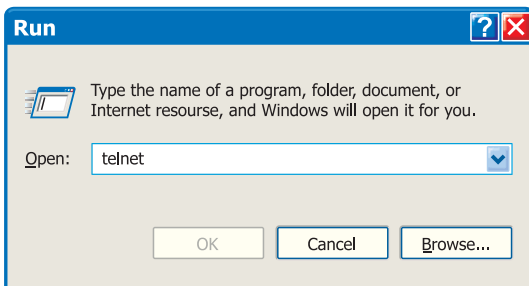 Run
?
Type the name of a program, folder, document, or
Internet resourse, and Windows will open it for you.
Open: telnet
OK Cancel Browse...